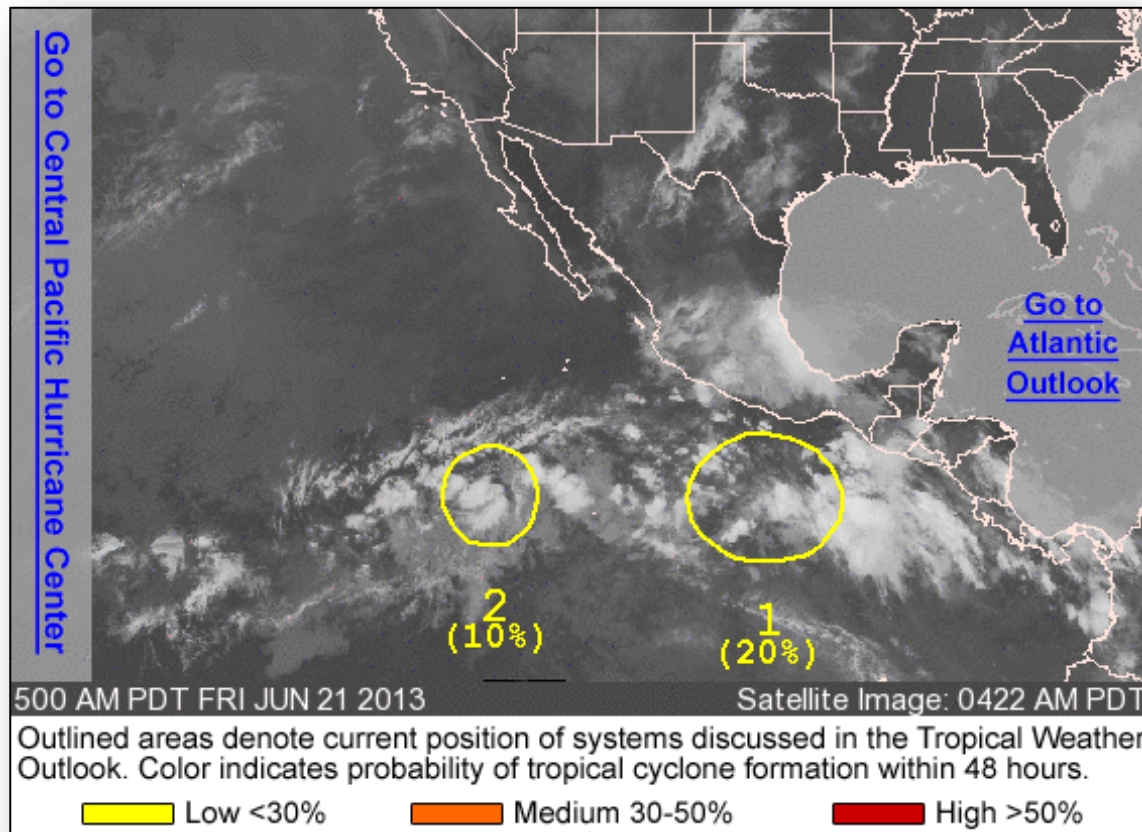 Go to Central Pacific Hurricane Center
Go to
Atlantic
Outlook
2
(10%)
1
(20%)
500 AM PDT FRI JUN 21 2013
Satellite Image: 0422 AM PDT
Outlined areas denote current position of systems discussed in the Tropical Weather
Outlook. Color indicates probability of tropical cyclone formation within 48 hours.
Low <30%
Medium 30-50%
High >50%